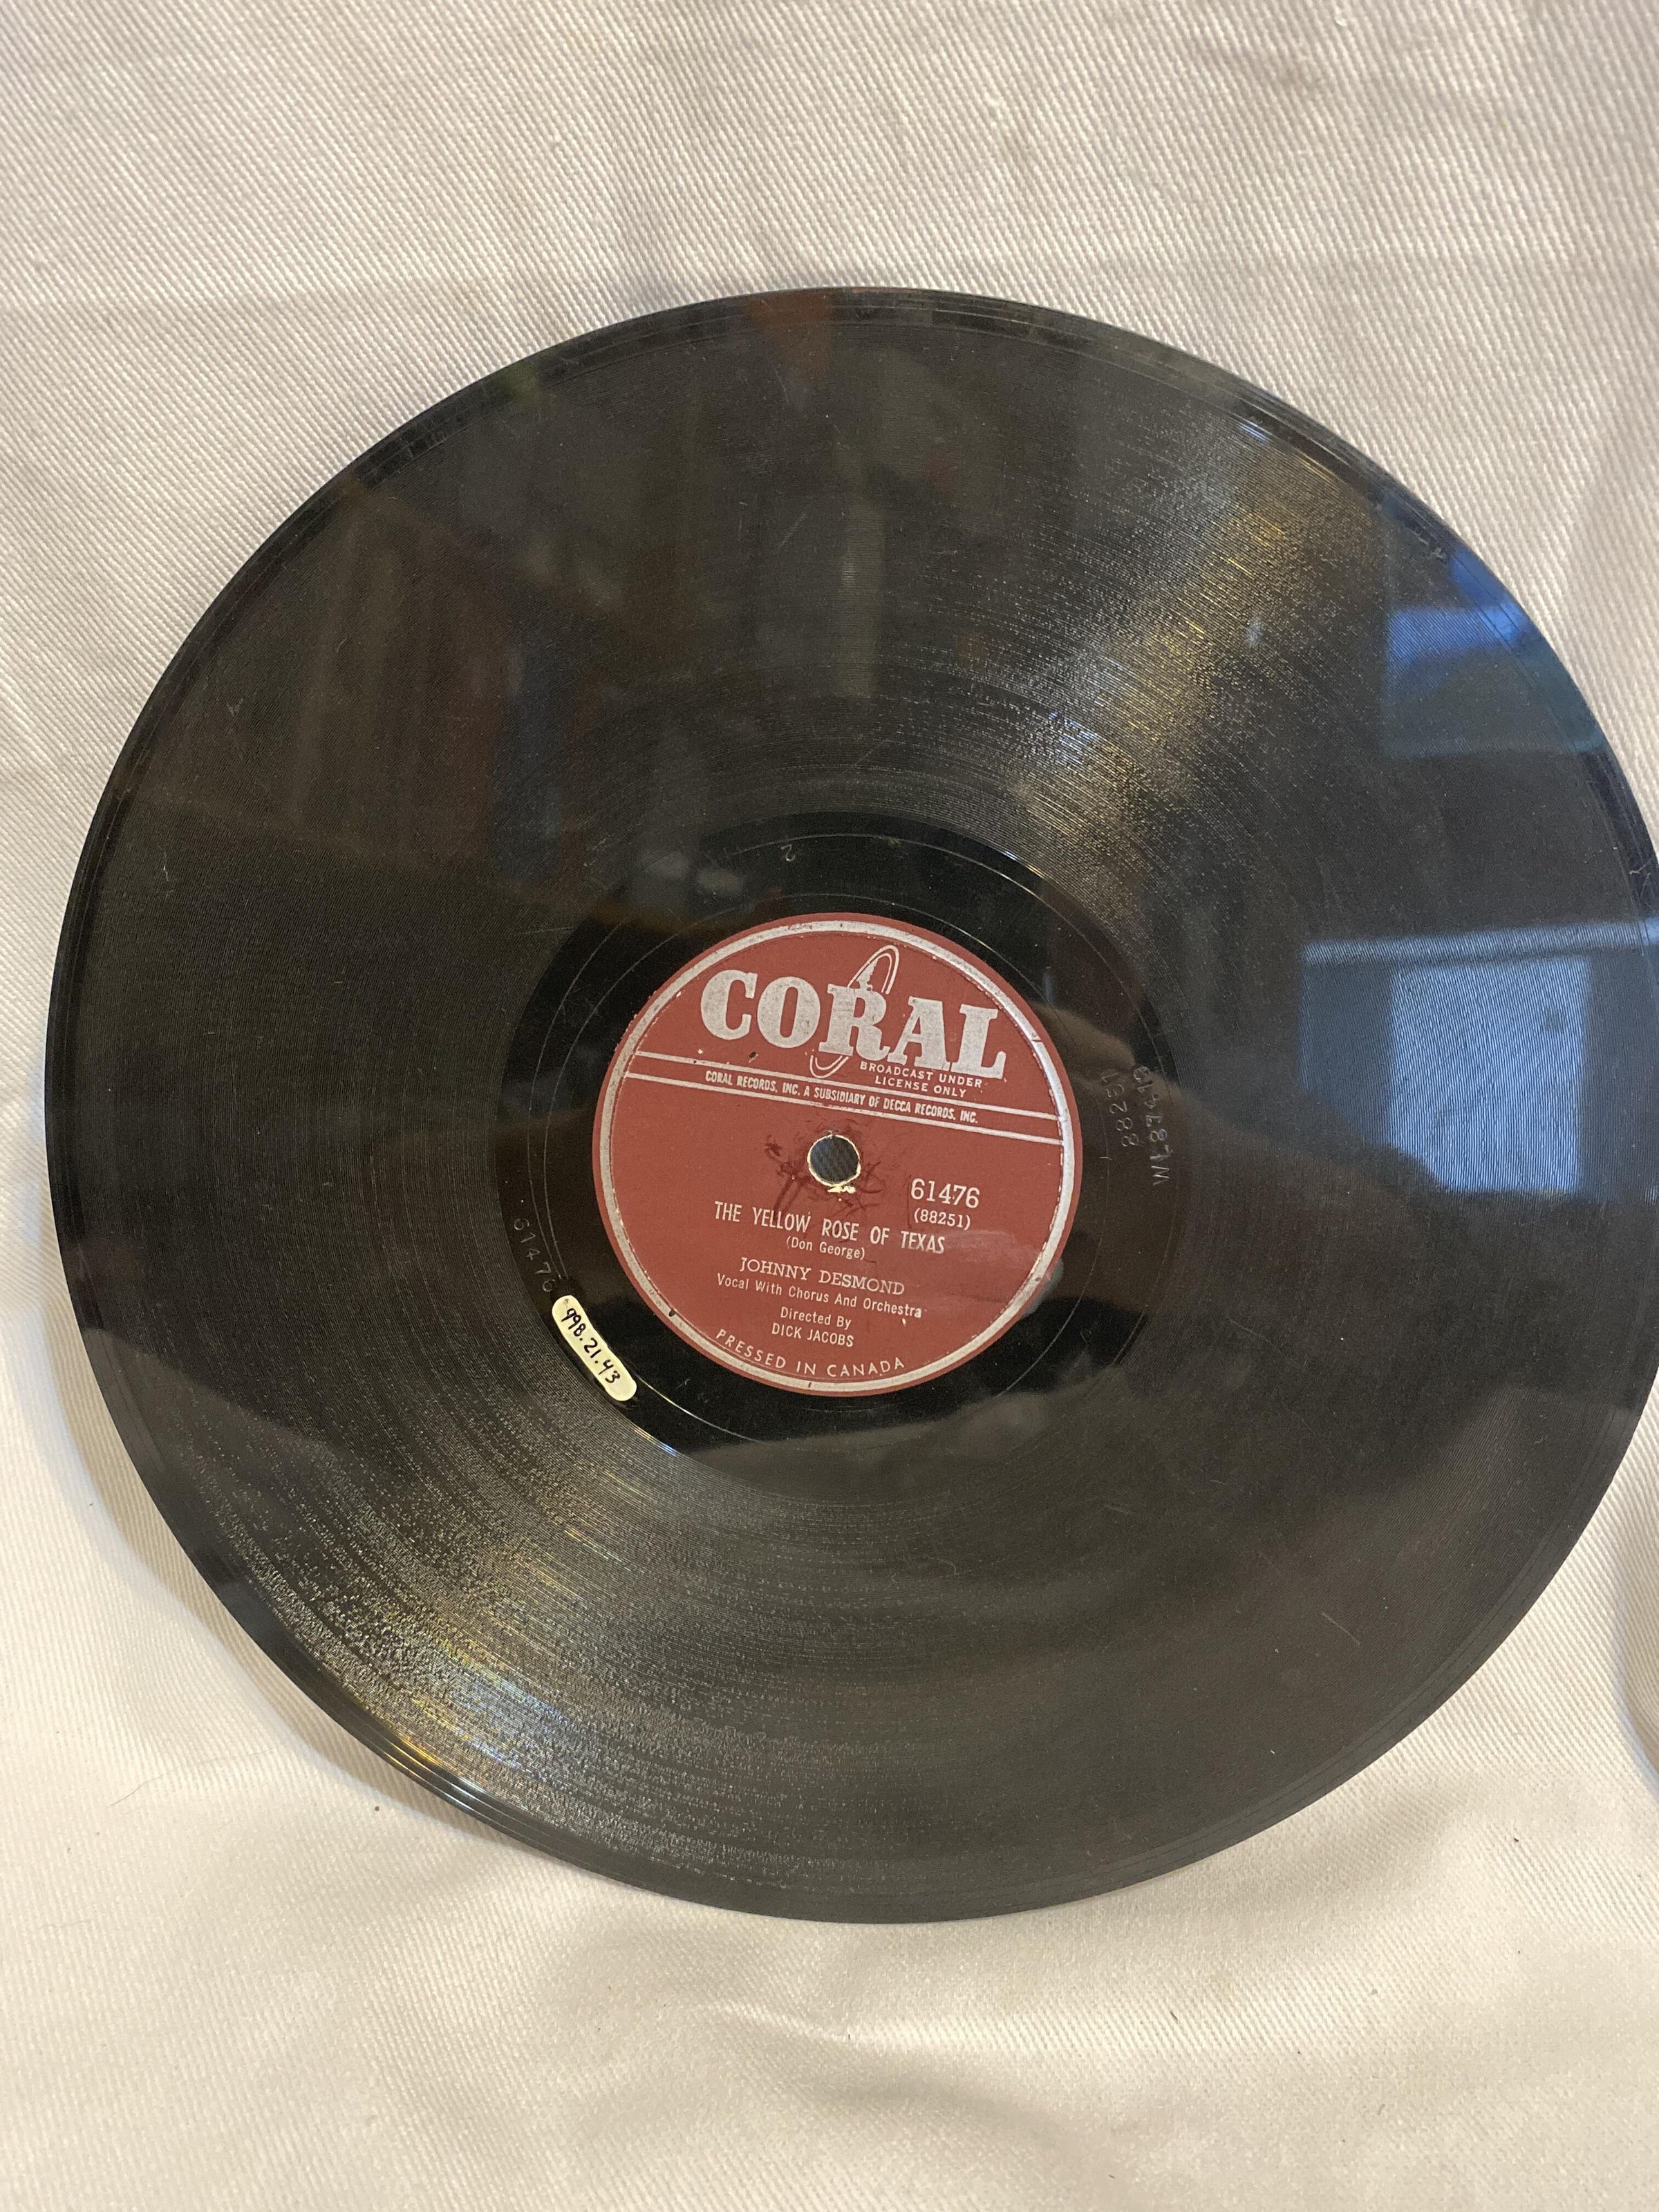 CORAL
BROADCAST UNDER
LICENSE ONLY
CORAL RECORDS, INC. A SUBSIDIARY OF DECCA RECORDS, INC.
61476
(88251)
THE YELLOW ROSE OF TEXAS
(Don George)
JOHNNY DESMOND
Vocal With Chorus And Orchestra
Directed By
DICK JACOBS
PRESSED IN CANADA
998.21.43
61476
88251
2